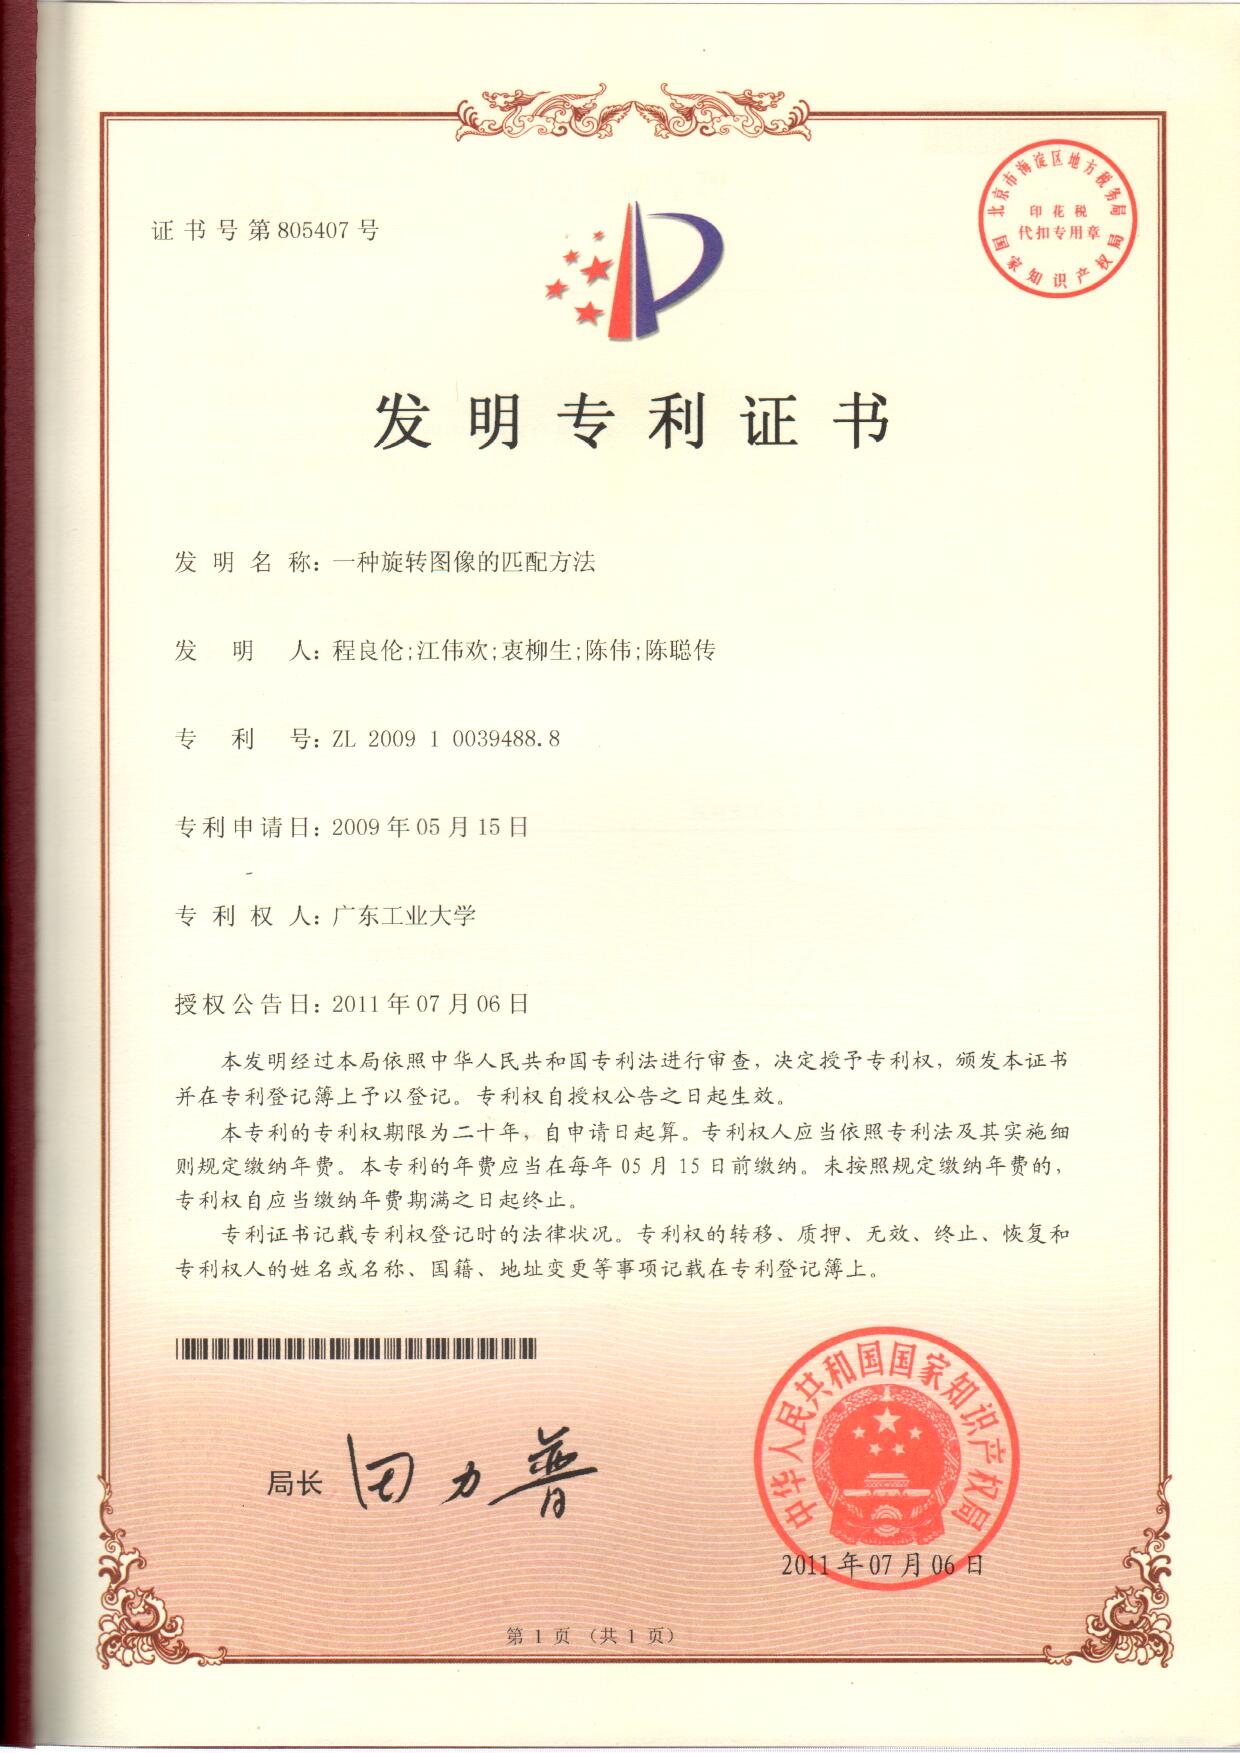 证书号第805407号
北京市海淀区地方税务局
印花税
代扣专用章
国家知识产权局
发明专利证书
发明名称：一种旋转图像的匹配方法
发明人：程良伦;江伟欢;衷柳生;陈伟;陈聪传
专利号：ZL 2009 1 0039488.8
专利申请日：2009年05月15日
专利权人：广东工业大学
授权公告日：2011年07月06日
本发明经过本局依照中华人民共和国专利法进行审查，决定授予专利权，颁发本证书
并在专利登记簿上予以登记。专利权自授权公告之日起生效。
本专利的专利权期限为二十年，自申请日起算。专利权人应当依照专利法及其实施细
则规定缴纳年费。本专利的年费应当在每年05月15日前缴纳。未按照规定缴纳年费的，
专利权自应当缴纳年费期满之日起终止。
专利证书记载专利权登记时的法律状况。专利权的转移、质押、无效、终止、恢复和
专利权人的姓名或名称、国籍、地址变更等事项记载在专利登记簿上。
局长 田力普
中华人民共和国国家知识产权局
2011年07月06日
第1页（共1页）